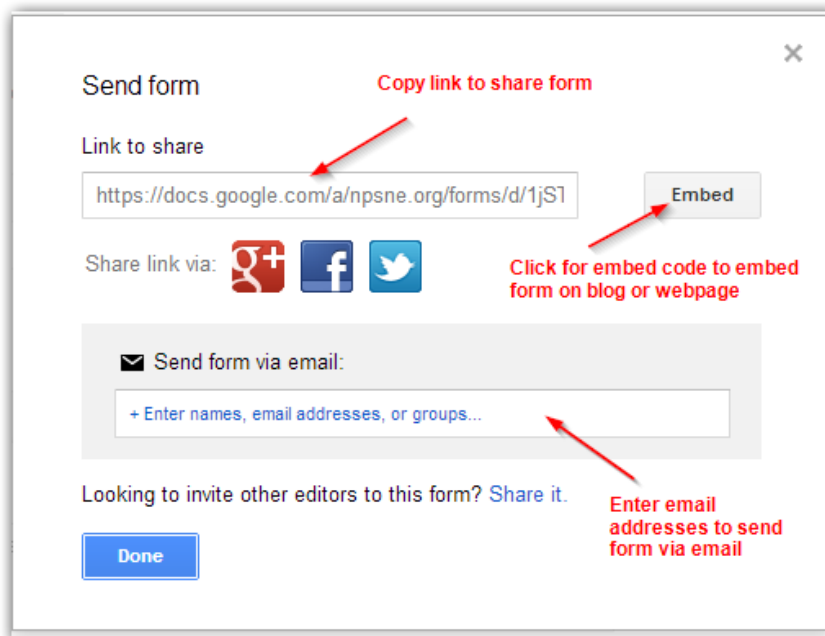 ×
Send form
Copy link to share form
Link to share
https://docs.google.com/a/npsne.org/forms/d/1jST
Embed
Share link via: g+ f
Click for embed code to embed
form on blog or webpage
Send form via email:
+ Enter names, email addresses, or groups...
Looking to invite other editors to this form? Share it.
Enter email
addresses to send
form via email
Done